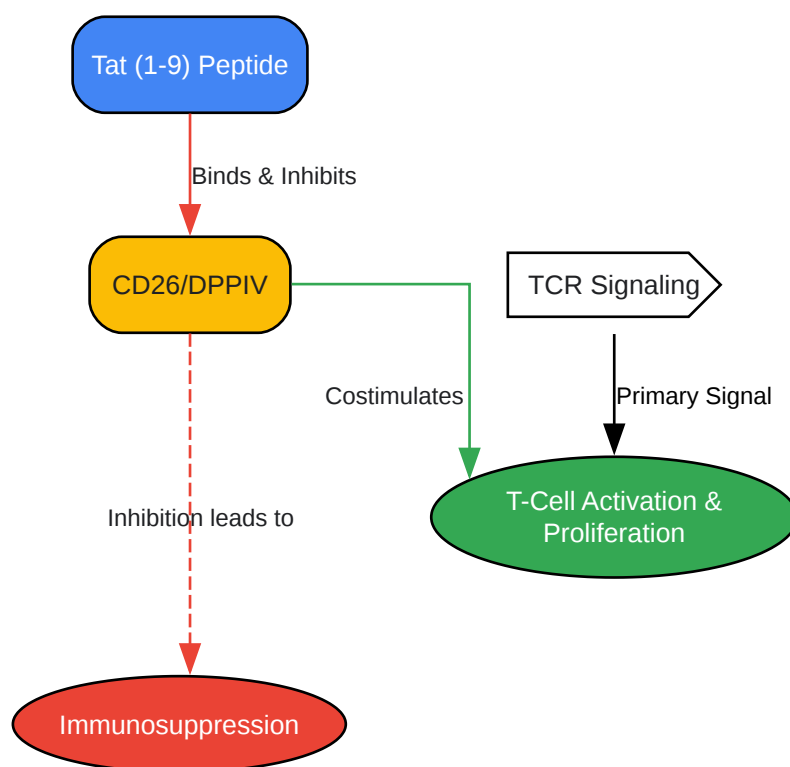 Tat (1-9) Peptide
Binds & Inhibits
CD26/DPPIV
TCR Signaling
Costimulates
Primary Signal
T-Cell Activation &
Proliferation
Inhibition leads to
Immunosuppression